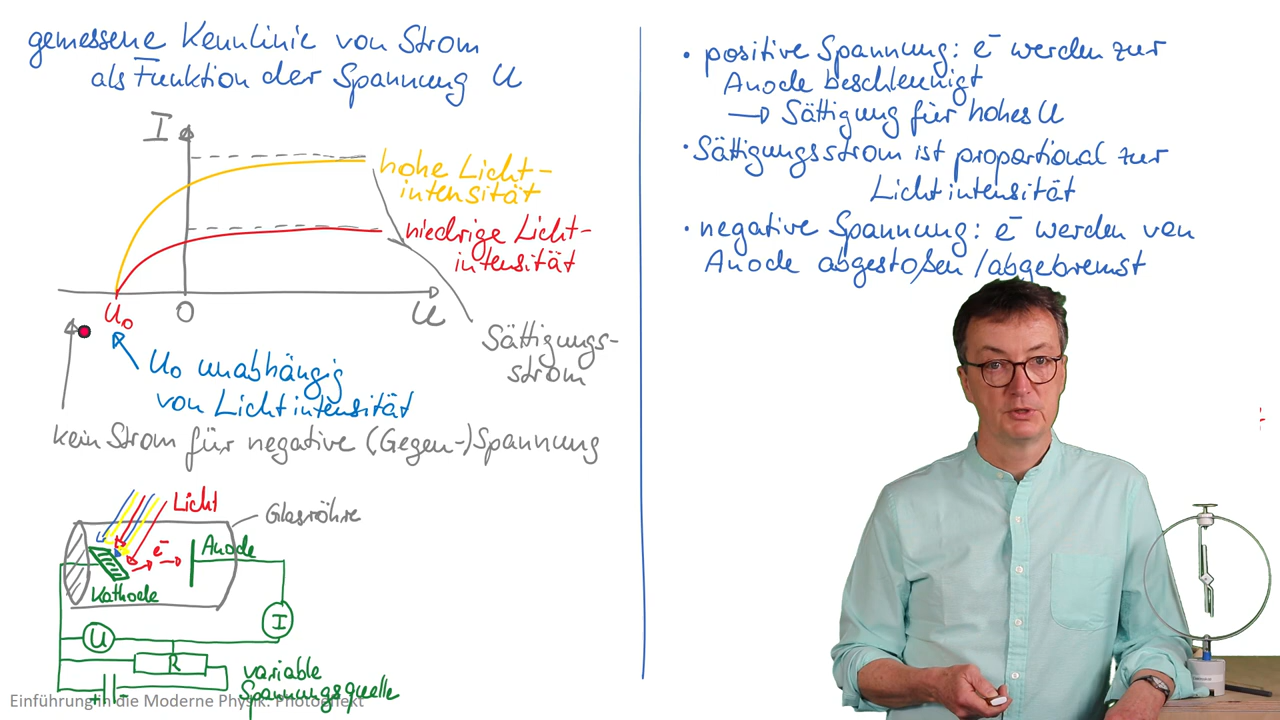 gemessene Kennlinie von Strom
als Funktion der Spannung U
I
hohe Licht-
intensität
niedrige Licht-
intensität
U₀
0
U
Sättigungs-
strom
U₀ unabhängig
von Lichtintensität
kein Strom für negative (Gegen-)Spannung
Licht
Glasröhre
e⁻
Anode
Kathode
I
U
R
variable
Spannungsquelle
Einführung in die Moderne Physik: Photoeffekt
• positive Spannung: e⁻ werden zur
Anode beschleunigt
→ Sättigung für hohes U
• Sättigungsstrom ist proportional zur
Lichtintensität
• negative Spannung: e⁻ werden von
Anode abgestoßen/abgebremst